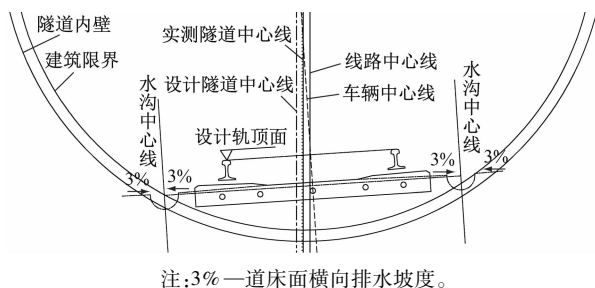 隧道内壁
建筑限界
实测隧道中心线
设计隧道中心线
线路中心线
车辆中心线
水沟中心线
水沟中心线
设计轨顶面
3%
3%
3%
3%
注:3%—道床面横向排水坡度。